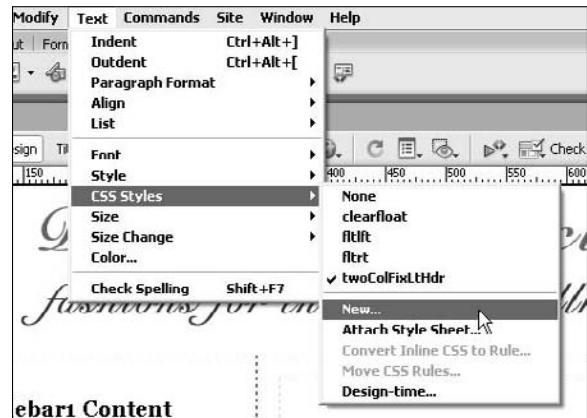 Modify Text Commands Site Window Help
Indent Ctrl+Alt+]
Outdent Ctrl+Alt+[
Paragraph Format
Align
List
Font
Style
CSS Styles
Size
Size Change
Color...
Check Spelling Shift+F7
Check
150 400 450 500 550 600
None
clearfloat
fltlft
fltrt
✓ twoColFixLtHdr
New...
Attach Style Sheet...
Convert Inline CSS to Rule...
Move CSS Rules...
Design-time...
fashions for
ebar1 Content